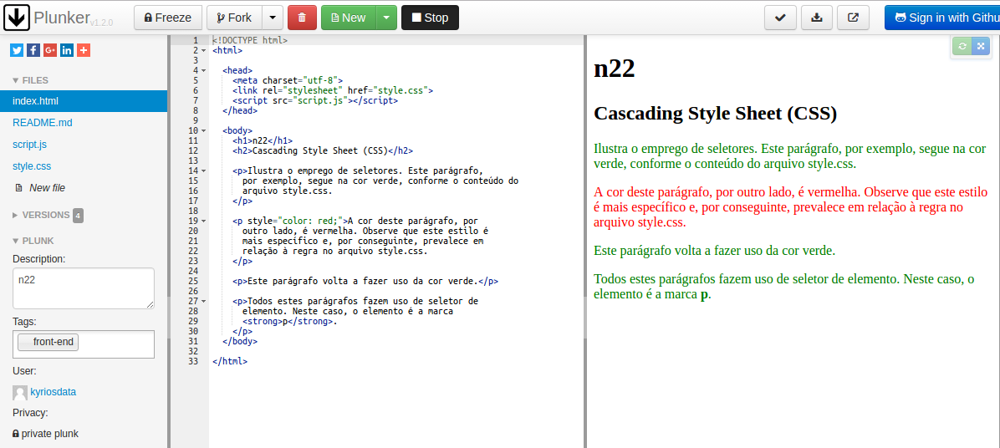 Plunker v1.2.0
Freeze
Fork
New
Stop
Sign in with Githu
FILES
index.html
README.md
script.js
style.css
New file
VERSIONS 4
PLUNK
Description:
n22
Tags:
front-end
User:
kyriosdata
Privacy:
private plunk
1 <!DOCTYPE html>
2 <html>
3
4 <head>
5 <meta charset="utf-8">
6 <link rel="stylesheet" href="style.css">
7 <script src="script.js"></script>
8 </head>
9
10 <body>
11 <h1>n22</h1>
12 <h2>Cascading Style Sheet (CSS)</h2>
13
14 <p>Ilustra o emprego de seletores. Este parágrafo,
15 por exemplo, segue na cor verde, conforme o conteúdo do
16 arquivo style.css.
17 </p>
18
19 <p style="color: red;">A cor deste parágrafo, por
20 outro lado, é vermelha. Observe que este estilo é
21 mais específico e, por conseguinte, prevalece em
22 relação à regra no arquivo style.css.
23 </p>
24
25 <p>Este parágrafo volta a fazer uso da cor verde.</p>
26
27 <p>Todos estes parágrafos fazem uso de seletor de
28 elemento. Neste caso, o elemento é a marca
29 <strong>p</strong>.
30 </p>
31 </body>
32
33 </html>
n22
Cascading Style Sheet (CSS)
Ilustra o emprego de seletores. Este parágrafo, por exemplo, segue na cor
verde, conforme o conteúdo do arquivo style.css.
A cor deste parágrafo, por outro lado, é vermelha. Observe que este estilo
é mais específico e, por conseguinte, prevalece em relação à regra no
arquivo style.css.
Este parágrafo volta a fazer uso da cor verde.
Todos estes parágrafos fazem uso de seletor de elemento. Neste caso, o
elemento é a marca p.